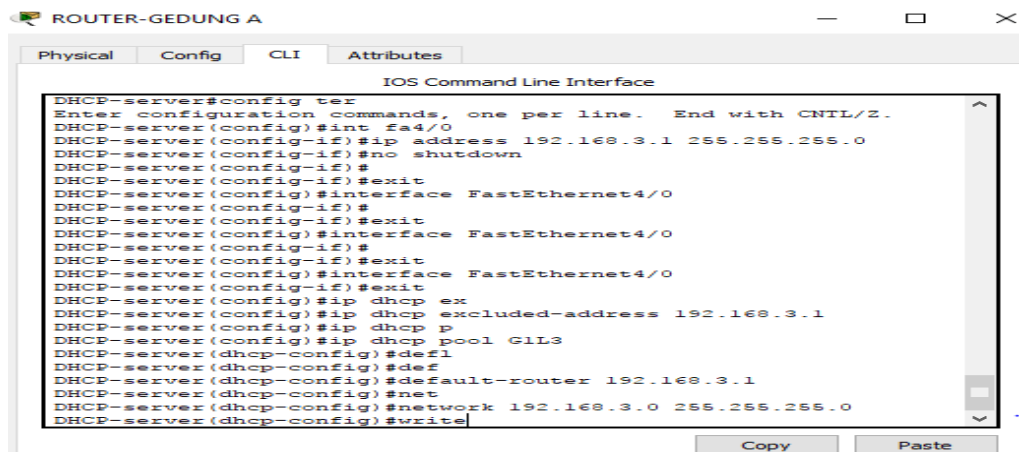 ROUTER-GEDUNG A
Physical Config CLI Attributes
IOS Command Line Interface
DHCP-server#config ter
Enter configuration commands, one per line. End with CNTL/Z.
DHCP-server(config)#int fa4/0
DHCP-server(config-if)#ip address 192.168.3.1 255.255.255.0
DHCP-server(config-if)#no shutdown
DHCP-server(config-if)#
DHCP-server(config-if)#exit
DHCP-server(config)#interface FastEthernet4/0
DHCP-server(config-if)#
DHCP-server(config-if)#exit
DHCP-server(config)#interface FastEthernet4/0
DHCP-server(config-if)#
DHCP-server(config-if)#exit
DHCP-server(config)#interface FastEthernet4/0
DHCP-server(config-if)#exit
DHCP-server(config)#ip dhcp ex
DHCP-server(config)#ip dhcp excluded-address 192.168.3.1
DHCP-server(config)#ip dhcp p
DHCP-server(config)#ip dhcp pool G1L3
DHCP-server(dhcp-config)#defl
DHCP-server(dhcp-config)#def
DHCP-server(dhcp-config)#default-router 192.168.3.1
DHCP-server(dhcp-config)#net
DHCP-server(dhcp-config)#network 192.168.3.0 255.255.255.0
DHCP-server(dhcp-config)#write
Copy Paste